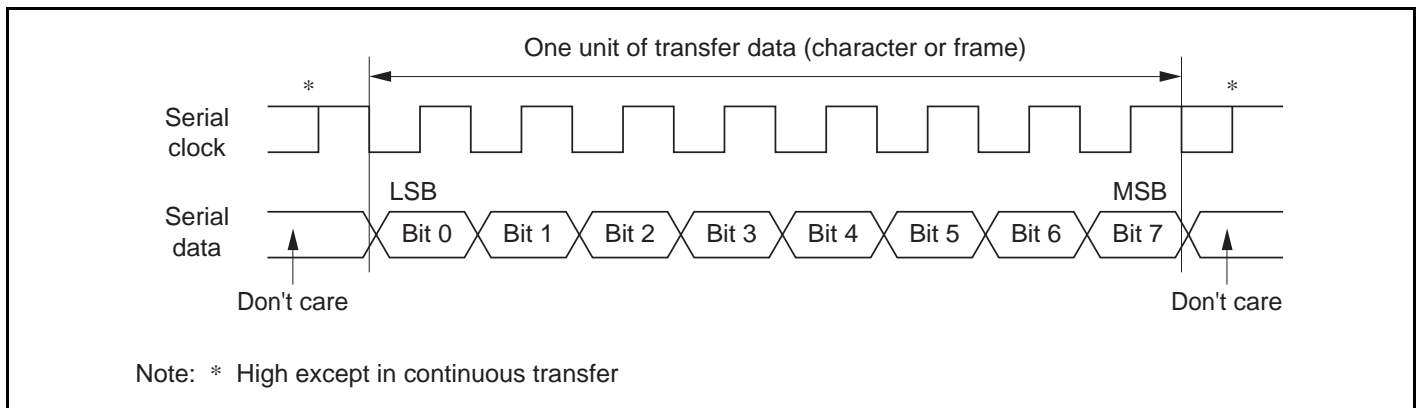 One unit of transfer data (character or frame)
*
*
Serial
clock
LSB
MSB
Serial
data
Bit 0
Bit 1
Bit 2
Bit 3
Bit 4
Bit 5
Bit 6
Bit 7
Don't care
Don't care
Note: * High except in continuous transfer